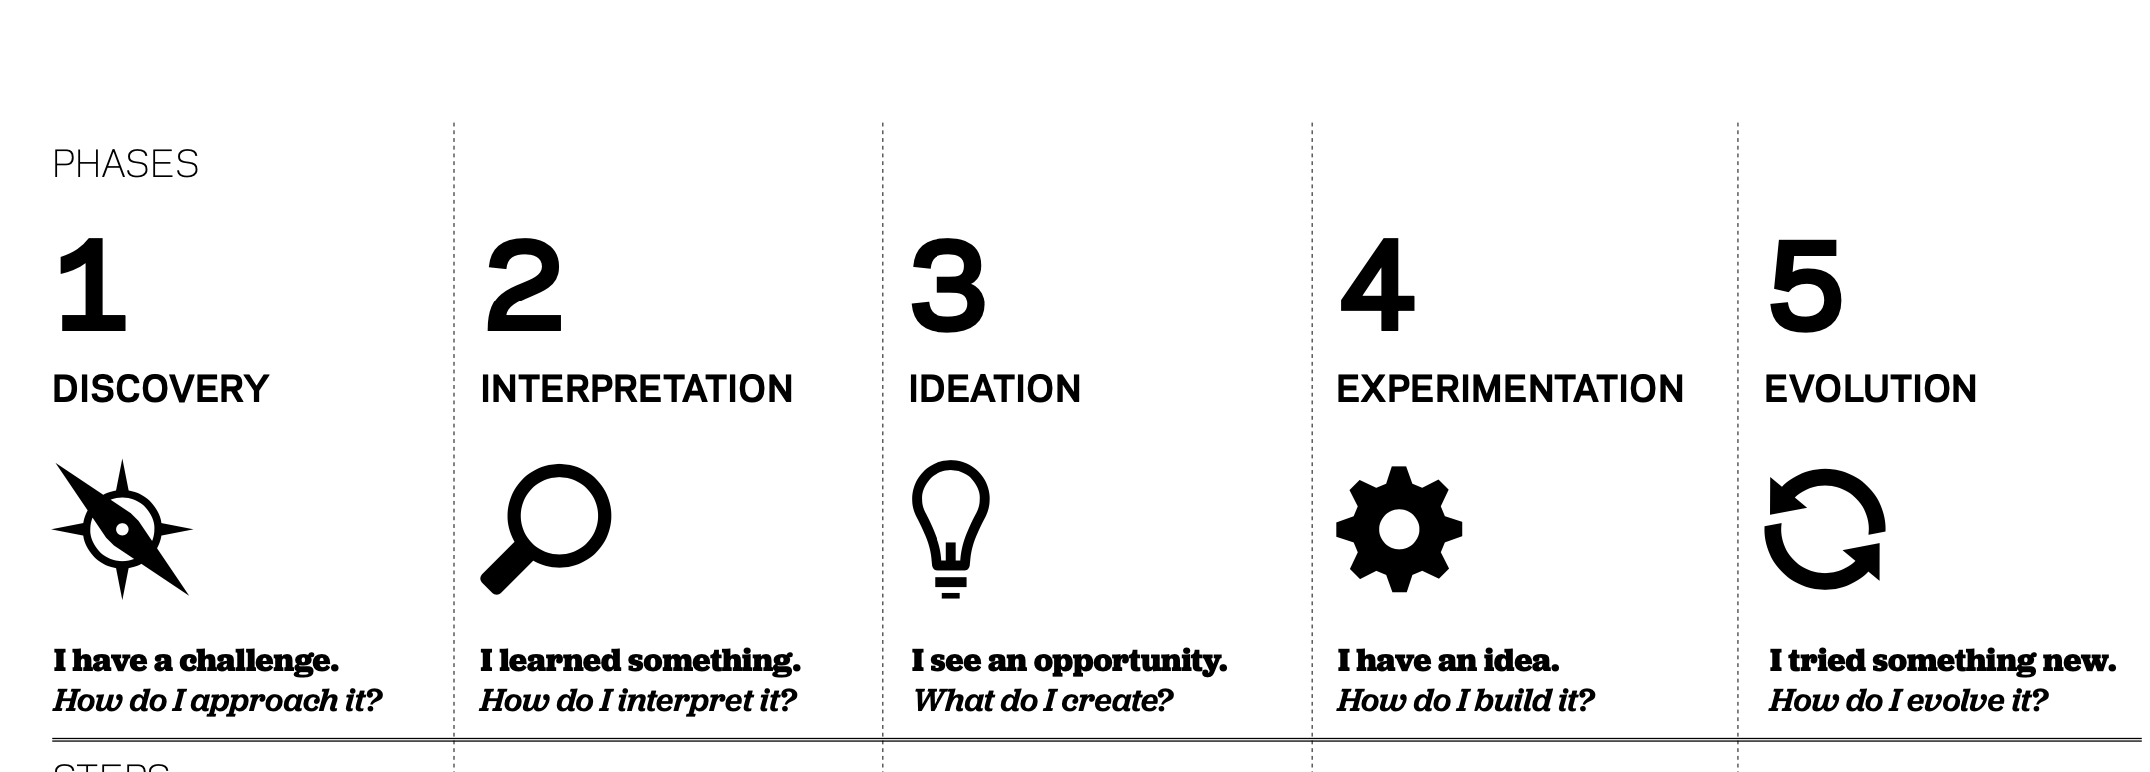 PHASES
1
DISCOVERY
I have a challenge.
How do I approach it?
2
INTERPRETATION
I learned something.
How do I interpret it?
3
IDEATION
I see an opportunity.
What do I create?
4
EXPERIMENTATION
I have an idea.
How do I build it?
5
EVOLUTION
I tried something new.
How do I evolve it?
STEPS